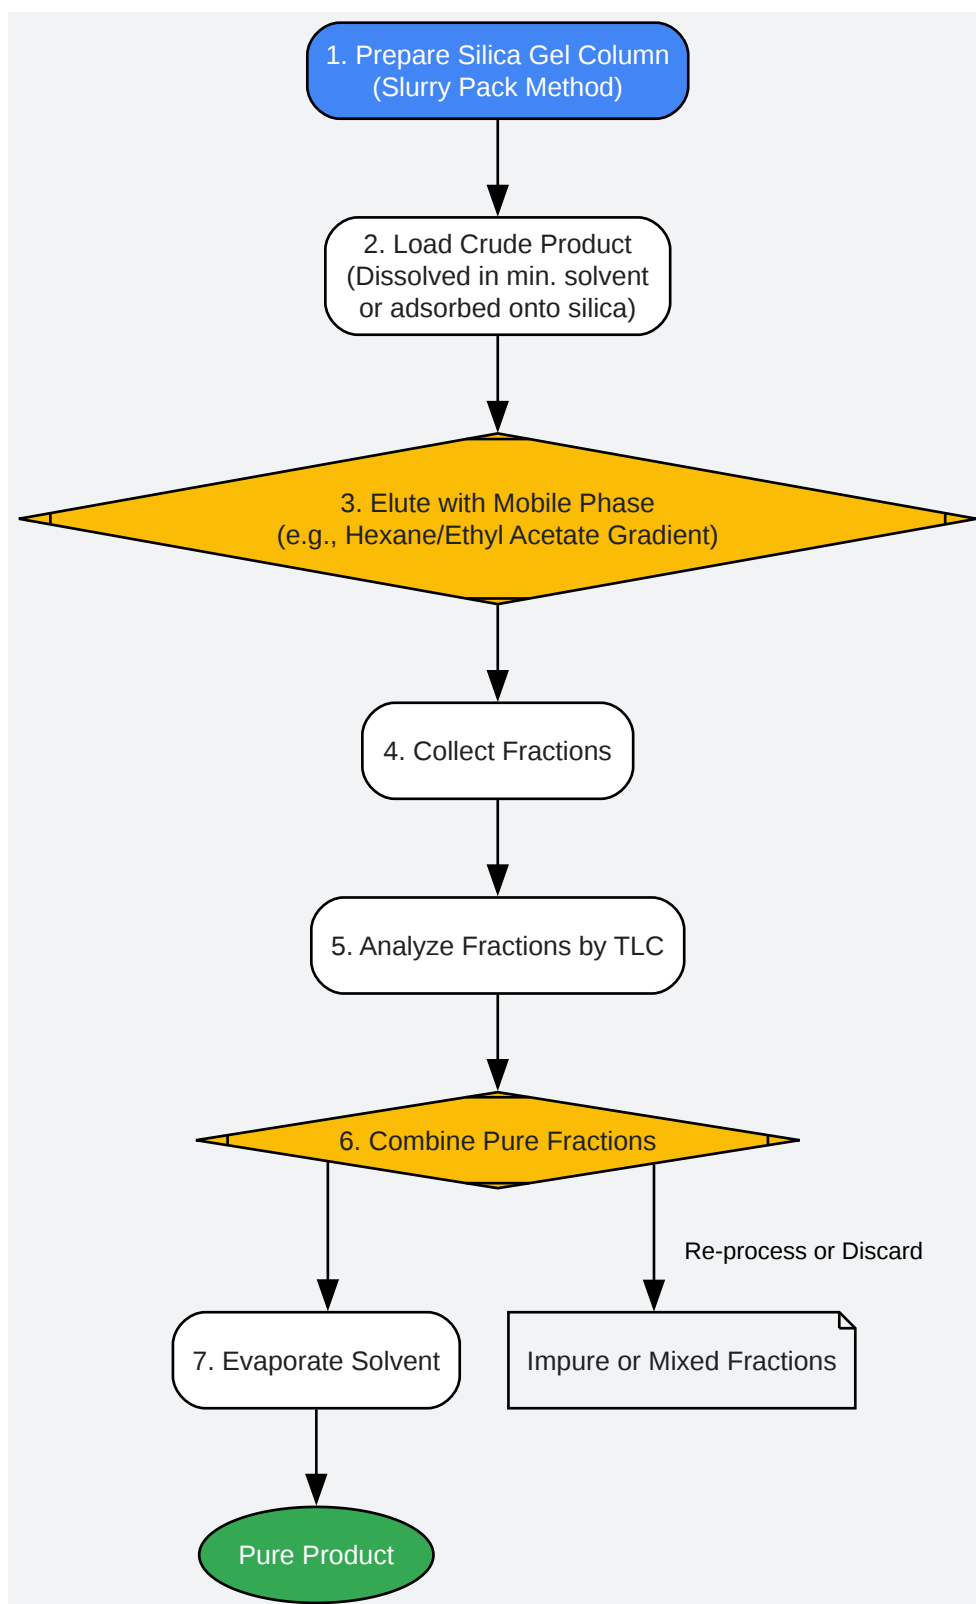 1. Prepare Silica Gel Column
(Slurry Pack Method)
2. Load Crude Product
(Dissolved in min. solvent
or adsorbed onto silica)
3. Elute with Mobile Phase
(e.g., Hexane/Ethyl Acetate Gradient)
4. Collect Fractions
5. Analyze Fractions by TLC
6. Combine Pure Fractions
Re-process or Discard
7. Evaporate Solvent
Impure or Mixed Fractions
Pure Product